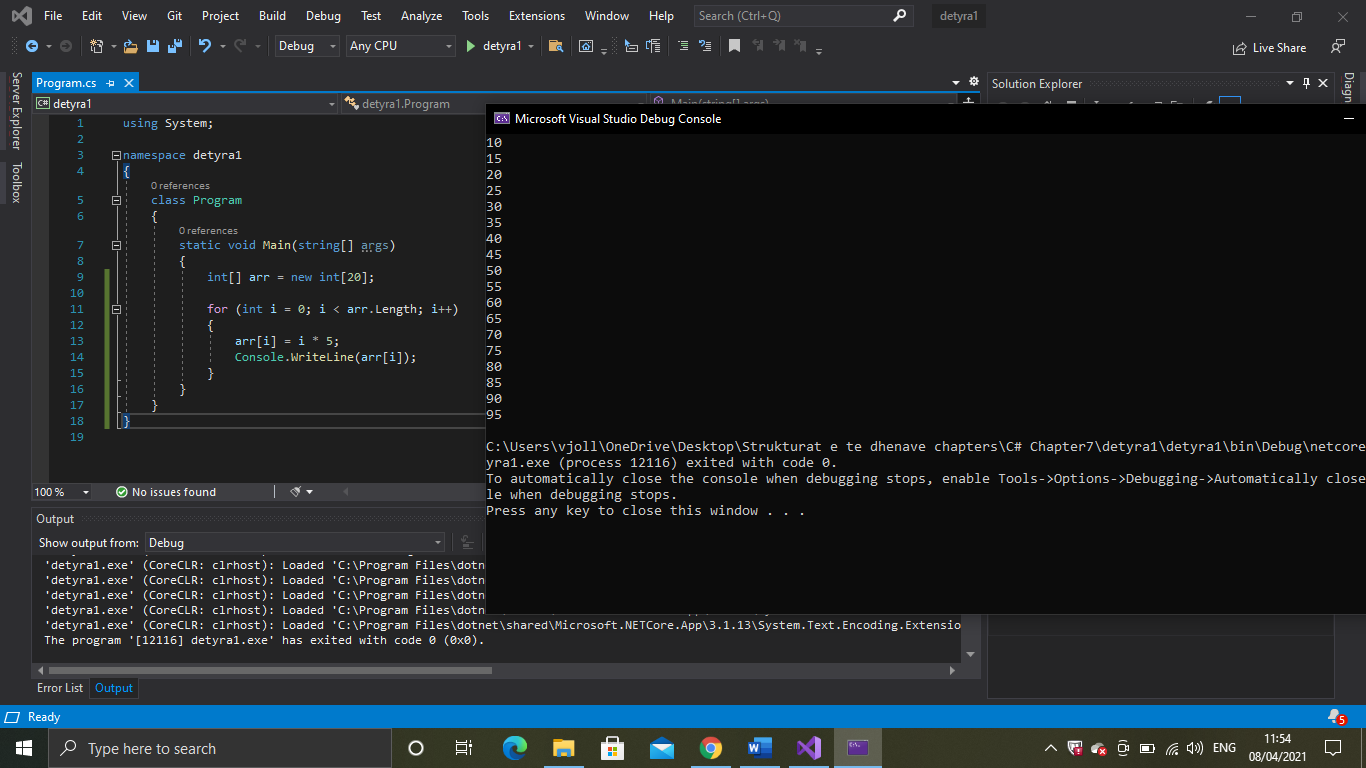 File Edit View Git Project Build Debug Test Analyze Tools Extensions Window Help Search (Ctrl+Q) detyra1
Debug Any CPU detyra1 Live Share
Server Explorer
Toolbox
Program.cs
Solution Explorer
C# detyra1 detyra1.Program Main(string[] args)
1 using System;
2
3 namespace detyra1
4 {
0 references
5 class Program
6 {
0 references
7 static void Main(string[] args)
8 {
9 int[] arr = new int[20];
10
11 for (int i = 0; i < arr.Length; i++)
12 {
13 arr[i] = i * 5;
14 Console.WriteLine(arr[i]);
15 }
16 }
17 }
18 }
19
100 % No issues found
Microsoft Visual Studio Debug Console
10
15
20
25
30
35
40
45
50
55
60
65
70
75
80
85
90
95
C:\Users\vjoll\OneDrive\Desktop\Strukturat e te dhenave chapters\C# Chapter7\detyra1\detyra1\bin\Debug\netcore
yra1.exe (process 12116) exited with code 0.
To automatically close the console when debugging stops, enable Tools->Options->Debugging->Automatically close
le when debugging stops.
Press any key to close this window . . .
Output
Show output from: Debug
'detyra1.exe' (CoreCLR: clrhost): Loaded 'C:\Program Files\dotn
'detyra1.exe' (CoreCLR: clrhost): Loaded 'C:\Program Files\dotn
'detyra1.exe' (CoreCLR: clrhost): Loaded 'C:\Program Files\dotn
'detyra1.exe' (CoreCLR: clrhost): Loaded 'C:\Program Files\dotn
'detyra1.exe' (CoreCLR: clrhost): Loaded 'C:\Program Files\dotnet\shared\Microsoft.NETCore.App\3.1.13\System.Text.Encoding.Extensio
The program '[12116] detyra1.exe' has exited with code 0 (0x0).
Error List Output
Ready
5
Type here to search
ENG
11:54
08/04/2021